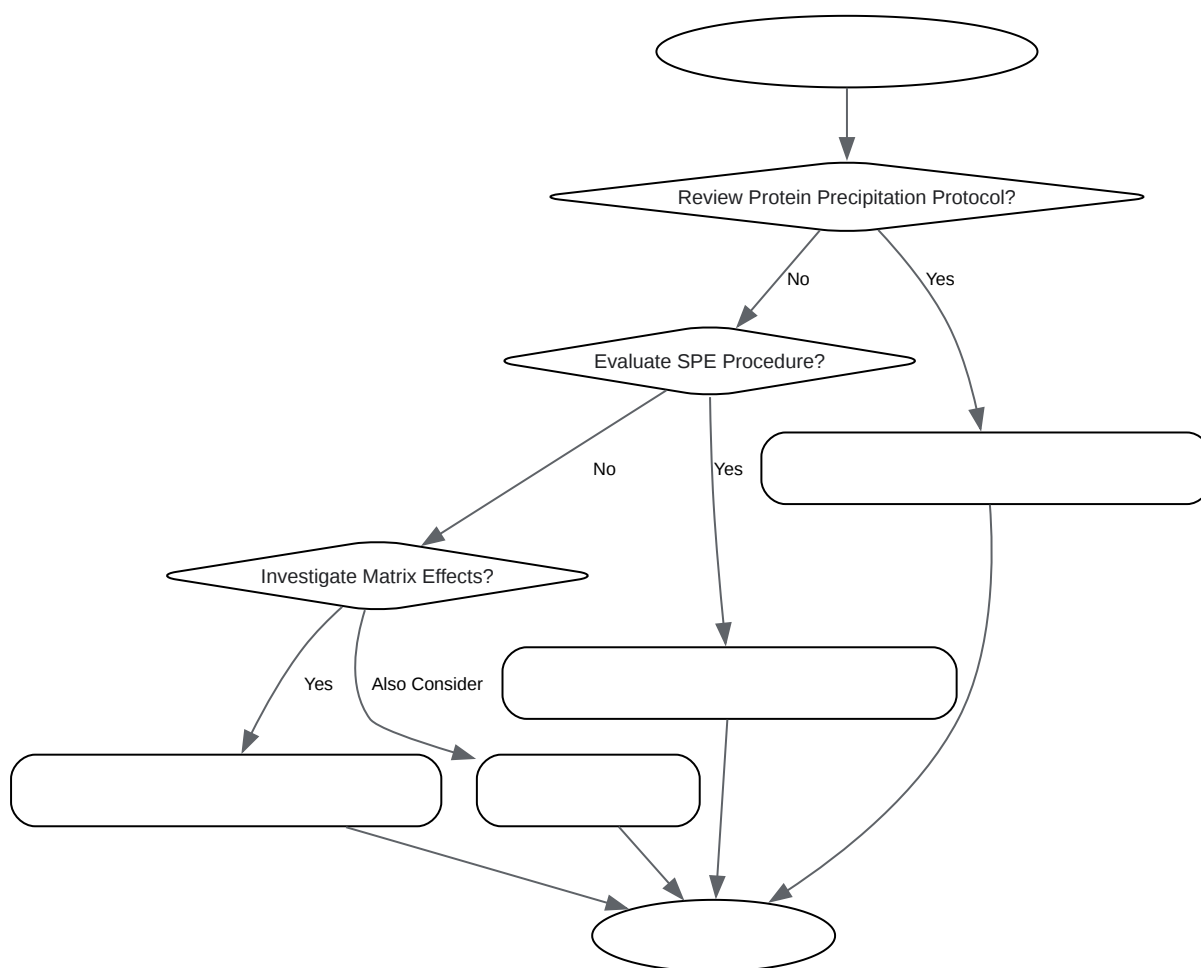 Review Protein Precipitation Protocol?
No
Yes
Evaluate SPE Procedure?
No
Yes
Investigate Matrix Effects?
Yes
Also Consider